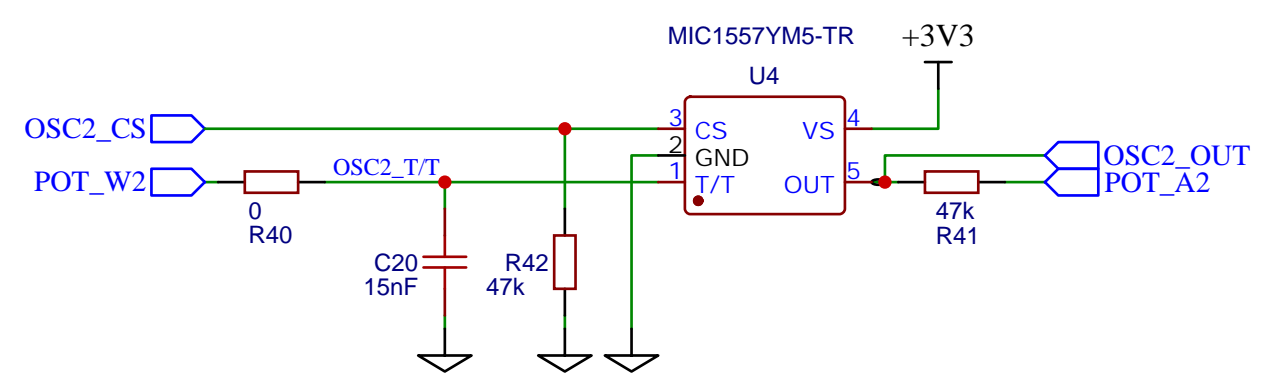 MIC1557YM5-TR
+3V3
U4
OSC2_CS
3
CS
VS
4
2
GND
OSC2_OUT
POT_W2
OSC2_T/T
1
T/T
OUT
5
POT_A2
0
R40
47k
R41
C20
15nF
R42
47k